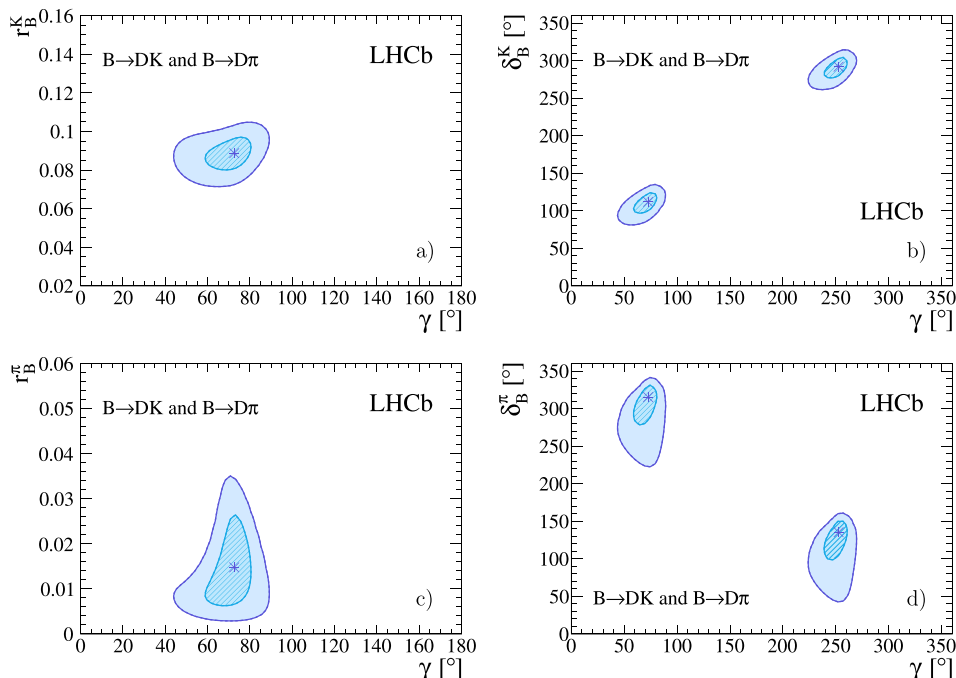 r_B^K
0.16
0.14
0.12
0.1
0.08
0.06
0.04
0.02
B→DK and B→Dπ
LHCb
a)
0 20 40 60 80 100 120 140 160 180
γ [°]
δ_B^K [°]
350
300
250
200
150
100
50
0
B→DK and B→Dπ
LHCb
b)
0 50 100 150 200 250 300 350
γ [°]
r_B^π
0.06
0.05
0.04
0.03
0.02
0.01
0
B→DK and B→Dπ
LHCb
c)
0 20 40 60 80 100 120 140 160 180
γ [°]
δ_B^π [°]
350
300
250
200
150
100
50
0
LHCb
B→DK and B→Dπ
d)
0 50 100 150 200 250 300 350
γ [°]